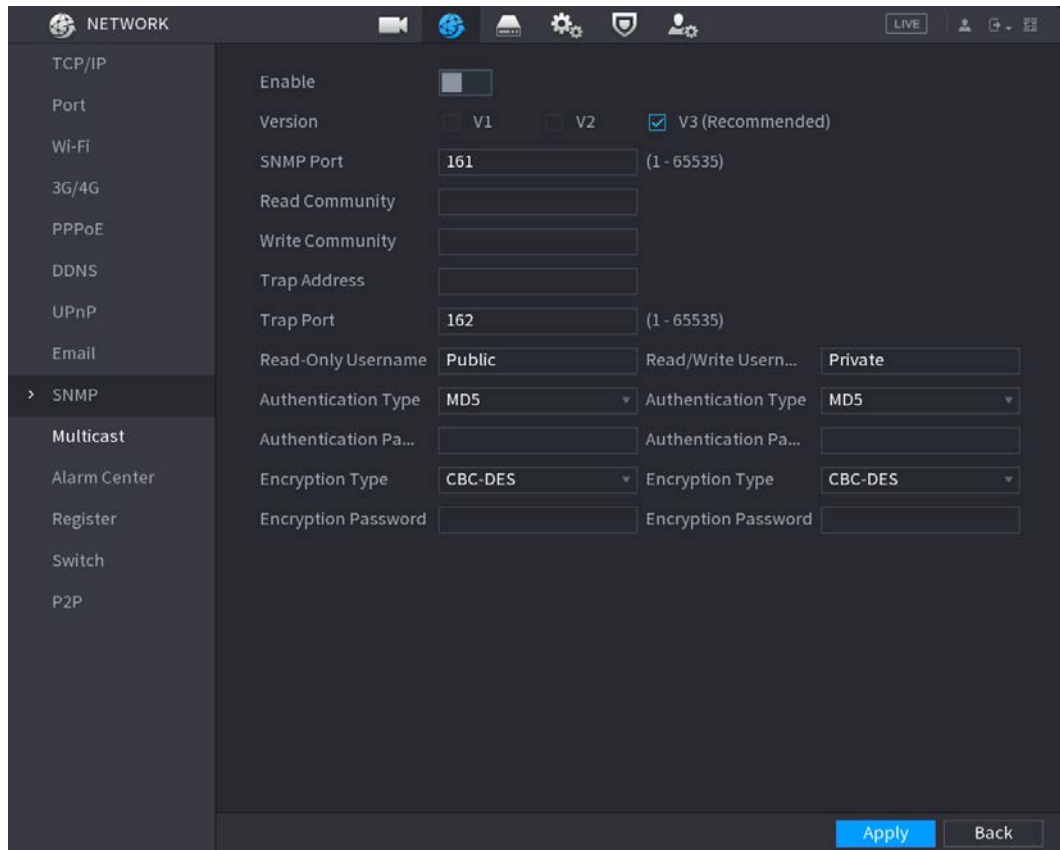 NETWORK
LIVE
TCP/IP
Port
Wi-Fi
3G/4G
PPPoE
DDNS
UPnP
Email
SNMP
Multicast
Alarm Center
Register
Switch
P2P
Enable
Version V1 V2 V3 (Recommended)
SNMP Port 161 (1 - 65535)
Read Community
Write Community
Trap Address
Trap Port 162 (1 - 65535)
Read-Only Username Public Read/Write Usern... Private
Authentication Type MD5 Authentication Type MD5
Authentication Pa... Authentication Pa...
Encryption Type CBC-DES Encryption Type CBC-DES
Encryption Password Encryption Password
Apply Back